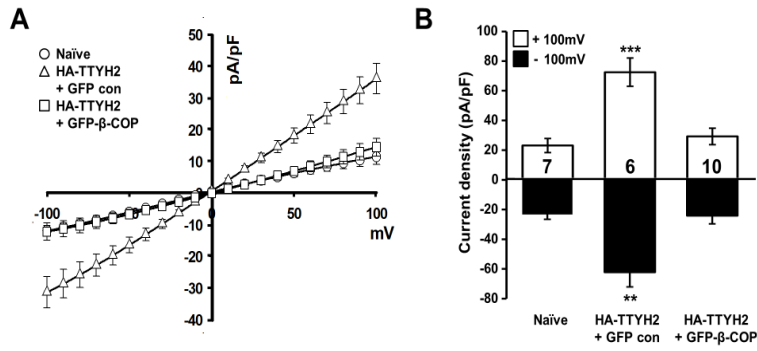 A
Naïve
HA-TTYH2
+ GFP con
HA-TTYH2
+ GFP-β-COP
pA/pF
50
40
30
20
10
0
-10
-20
-30
-40
-100
0
50
100
mV
B
+ 100mV
- 100mV
Current density (pA/pF)
100
80
60
40
20
0
-20
-40
-60
-80
***
7
6
10
**
Naïve
HA-TTYH2
+ GFP con
HA-TTYH2
+ GFP-β-COP